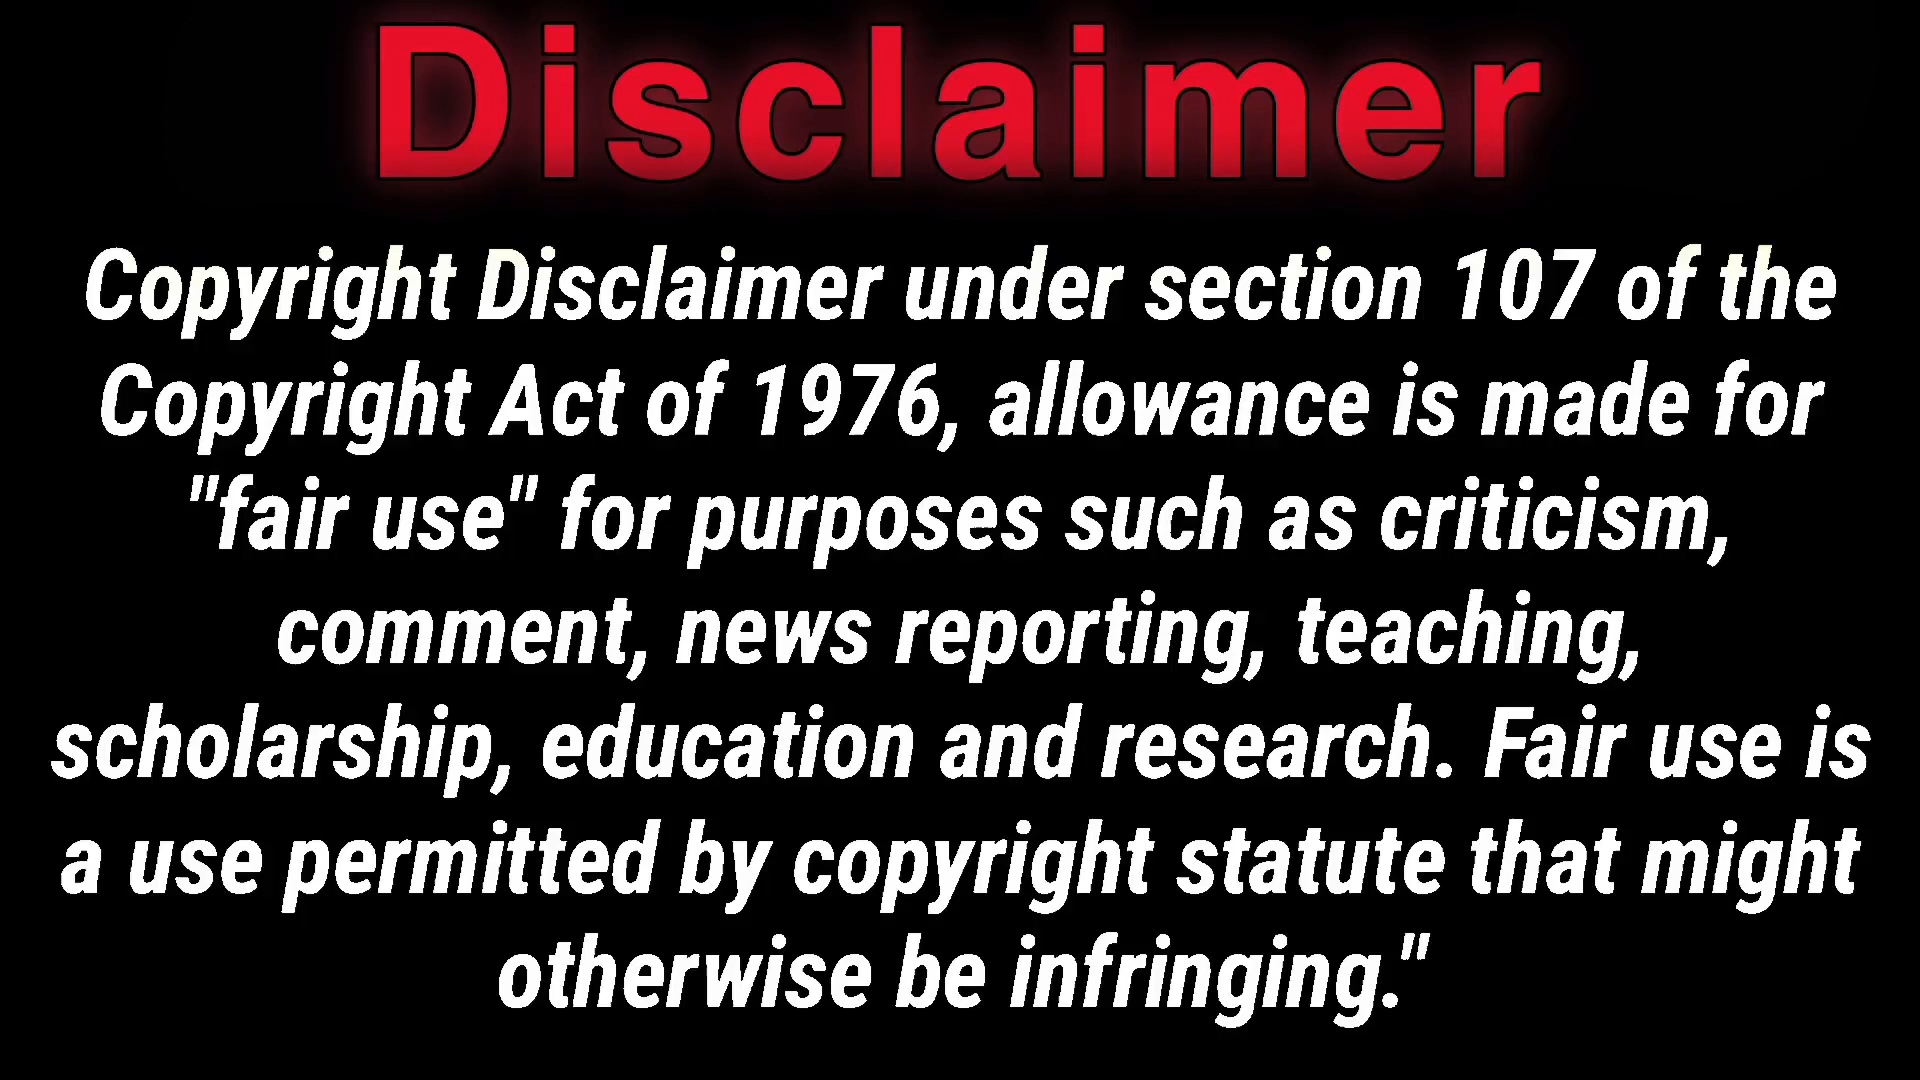 Disclaimer
Copyright Disclaimer under section 107 of the
Copyright Act of 1976, allowance is made for
"fair use" for purposes such as criticism,
comment, news reporting, teaching,
scholarship, education and research. Fair use is
a use permitted by copyright statute that might
otherwise be infringing."